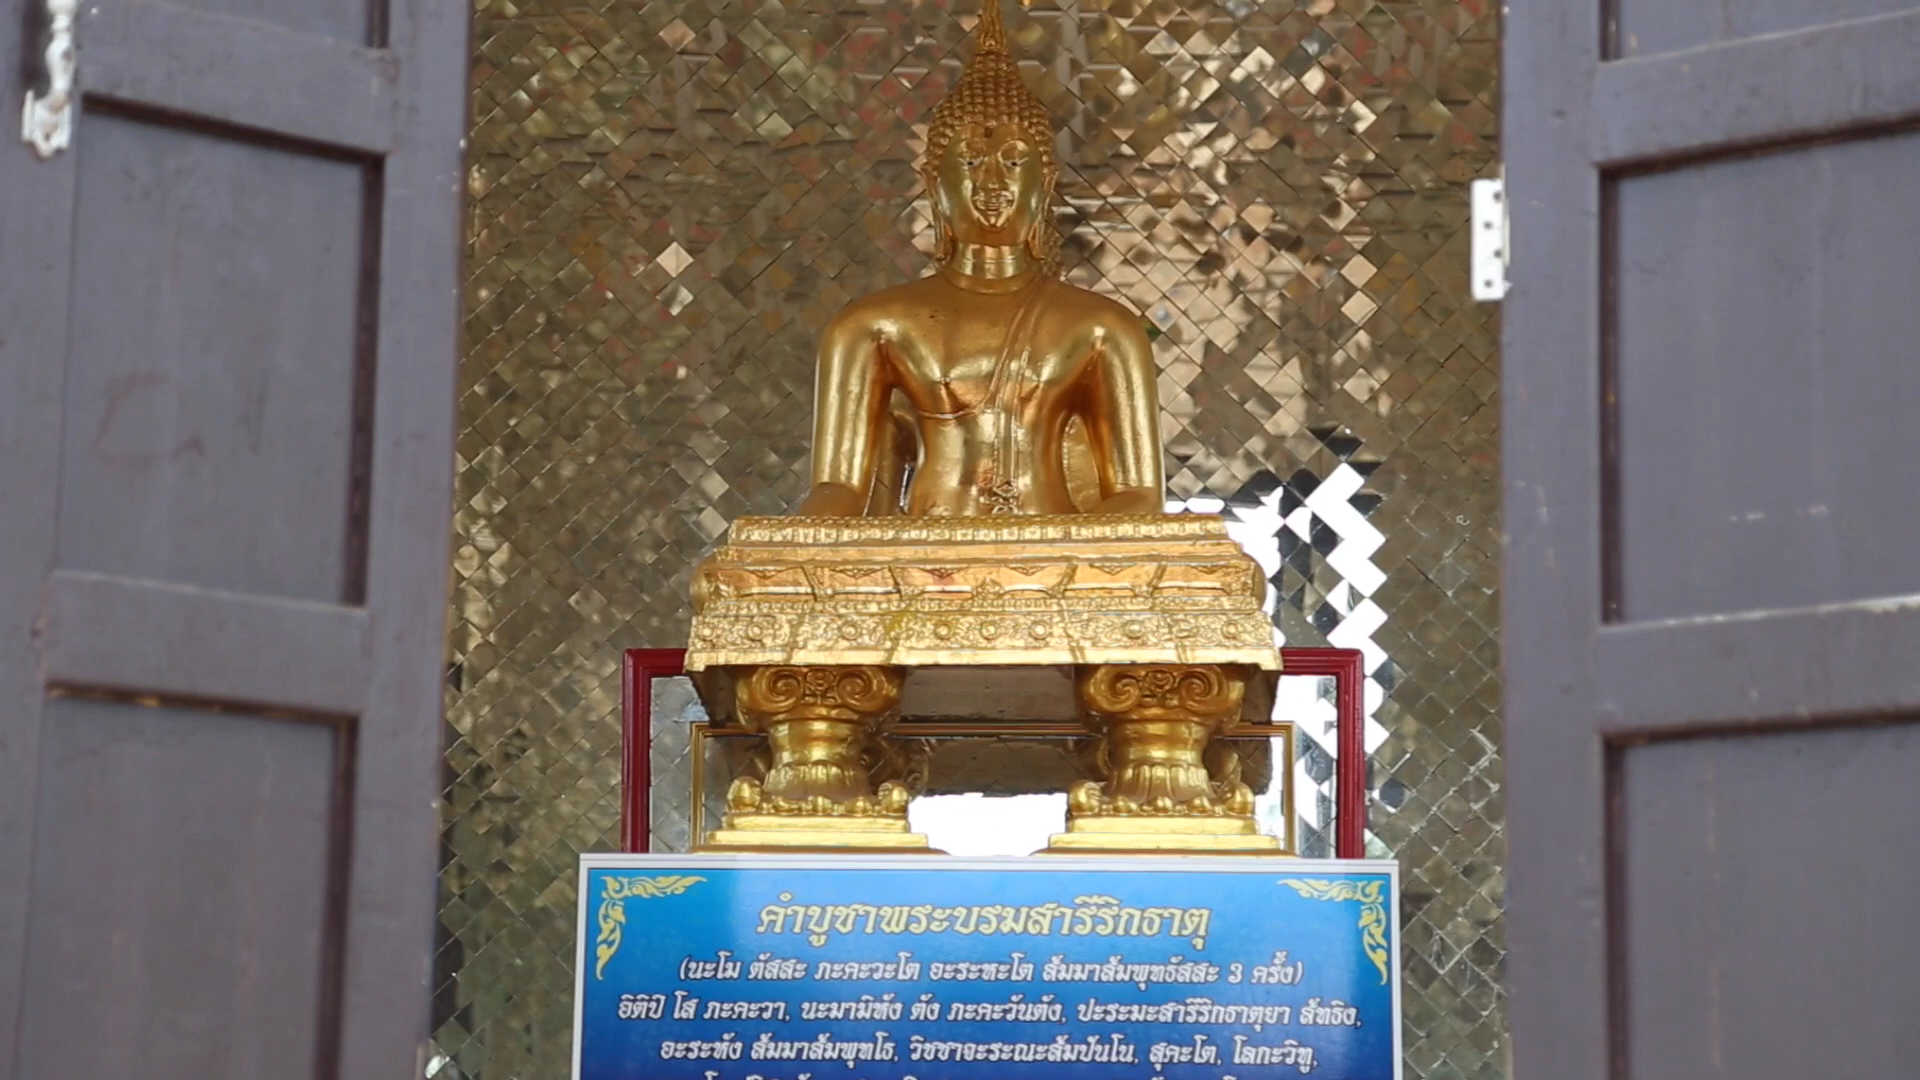 คำบูชาพระบรมสารีริกธาตุ
(นะโม ตัสสะ ภะคะวะโต อะระหะโต สัมมาสัมพุทธัสสะ 3 ครั้ง)
อิติปิ โส ภะคะวา, นะมามิหัง ตัง ภะคะวันตัง, ปะระมะสารีริกธาตุยา สัทธิง,
อะระหัง สัมมาสัมพุทโธ, วิชชาจะระณะสัมปันโน, สุคะโต, โลกะวิทู,